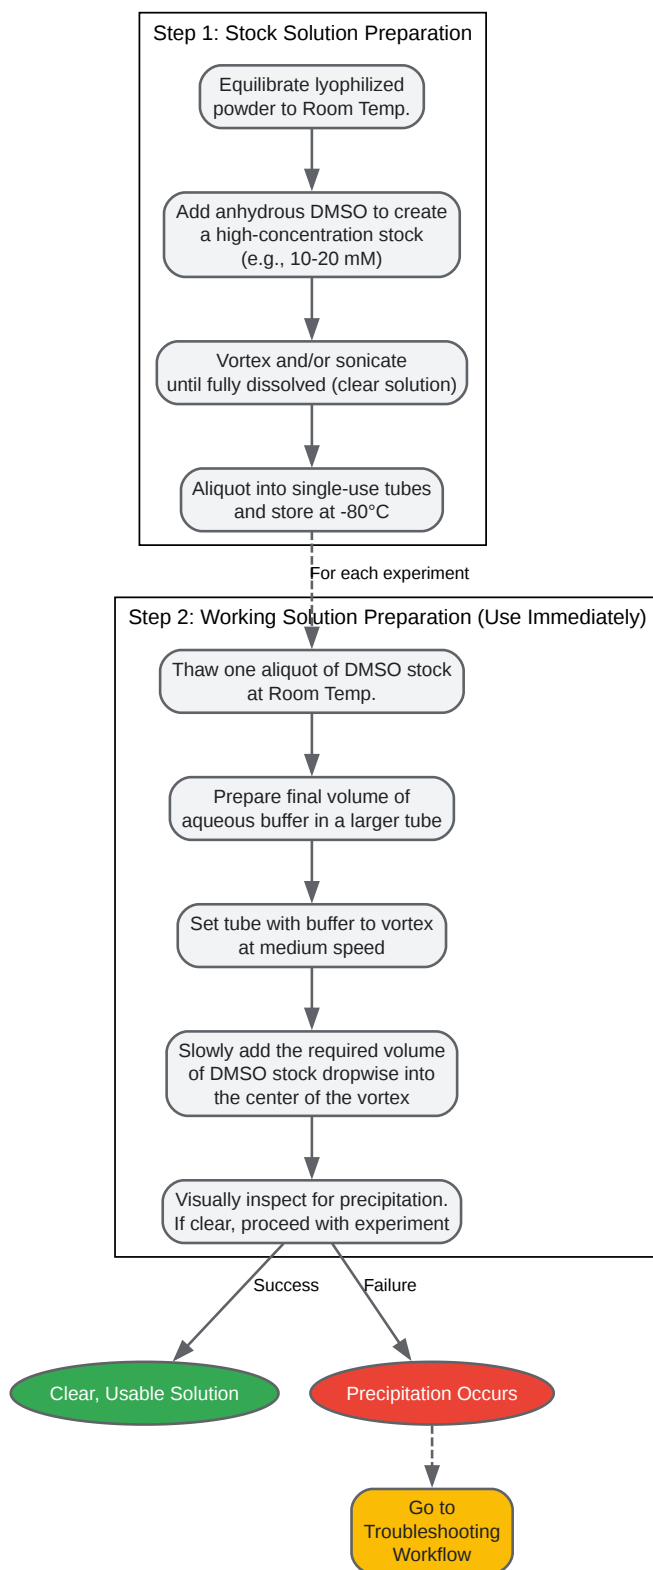 Step 1: Stock Solution Preparation
Equilibrate lyophilized
powder to Room Temp.
Add anhydrous DMSO to create
a high-concentration stock
(e.g., 10-20 mM)
Vortex and/or sonicate
until fully dissolved (clear solution)
Aliquot into single-use tubes
and store at -80°C
For each experiment
Step 2: Working Solution Preparation (Use Immediately)
Thaw one aliquot of DMSO stock
at Room Temp.
Prepare final volume of
aqueous buffer in a larger tube
Set tube with buffer to vortex
at medium speed
Slowly add the required volume
of DMSO stock dropwise into
the center of the vortex
Visually inspect for precipitation.
If clear, proceed with experiment
Success
Failure
Clear, Usable Solution
Precipitation Occurs
Go to
Troubleshooting
Workflow